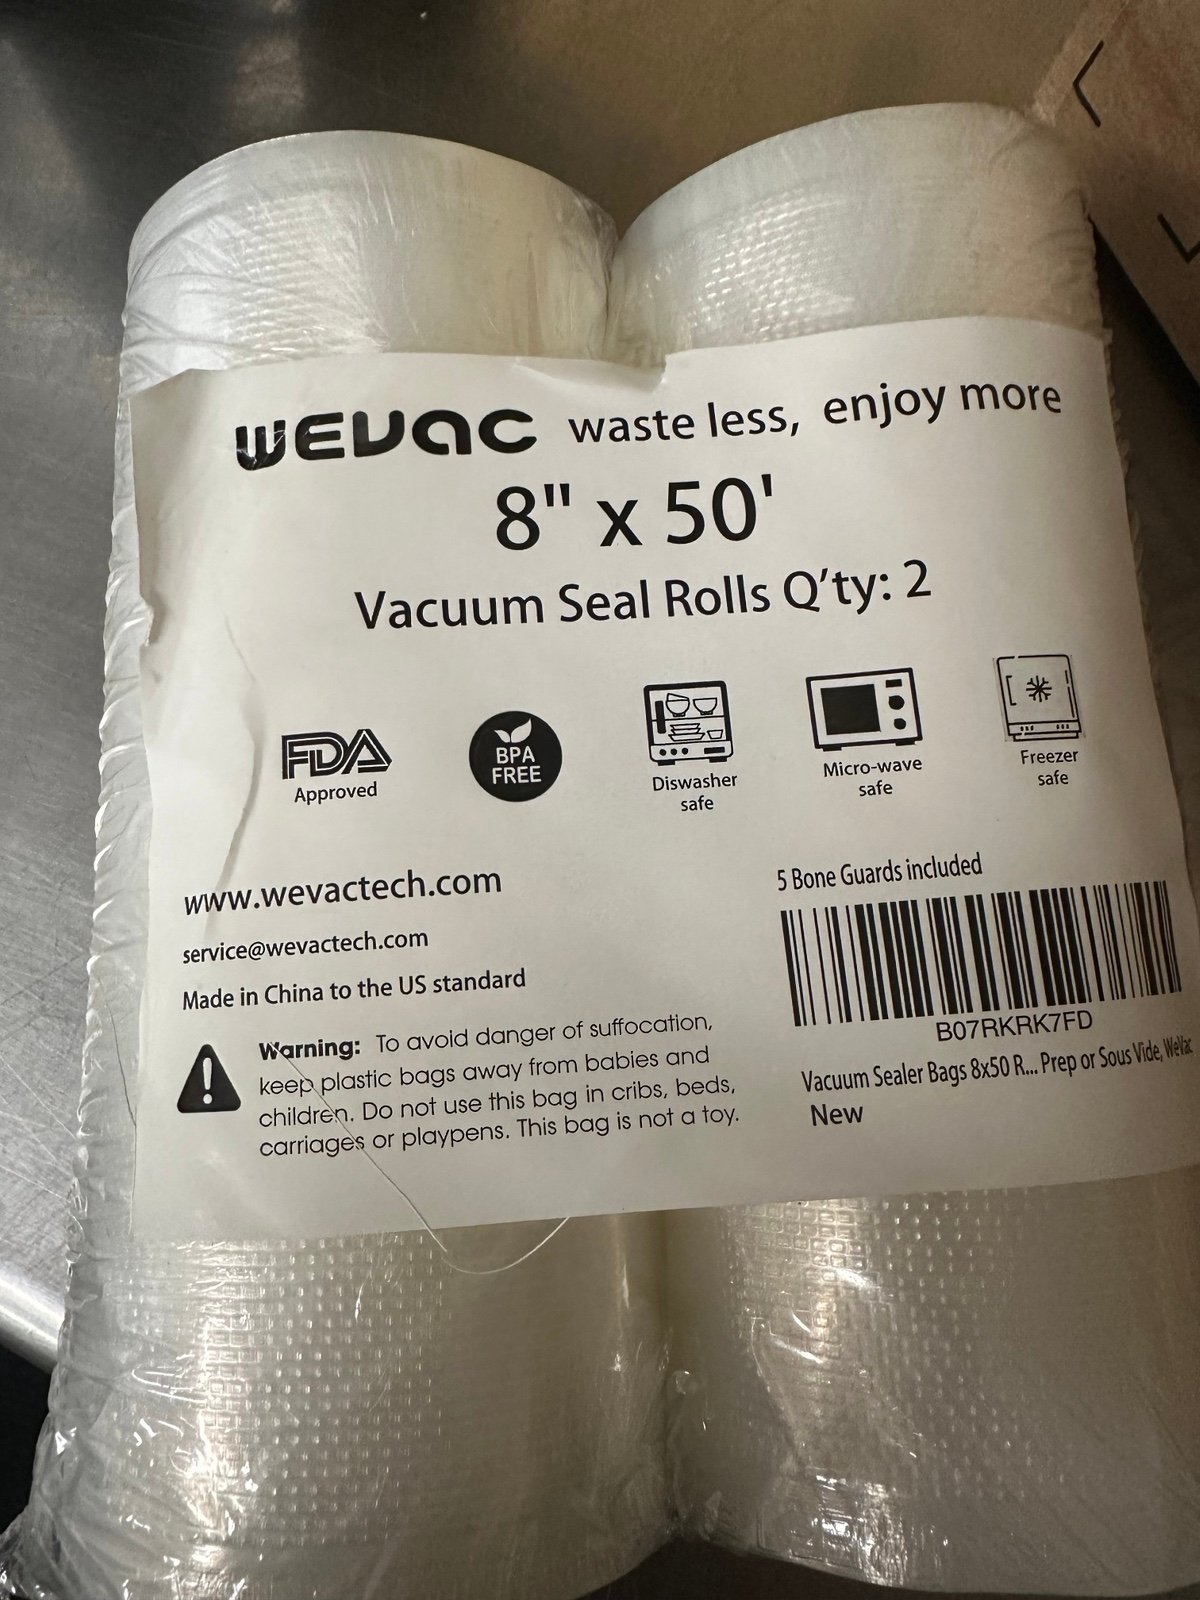 wevac waste less, enjoy more
8" x 50'
Vacuum Seal Rolls Q'ty: 2
FDA
Approved
BPA
FREE
Diswasher
safe
Micro-wave
safe
Freezer
safe
www.wevactech.com
service@wevactech.com
Made in China to the US standard
Warning: To avoid danger of suffocation,
keep plastic bags away from babies and
children. Do not use this bag in cribs, beds,
carriages or playpens. This bag is not a toy.
5 Bone Guards included
B07RKRK7FD
Vacuum Sealer Bags 8x50 R... Prep or Sous Vide, WeVac
New